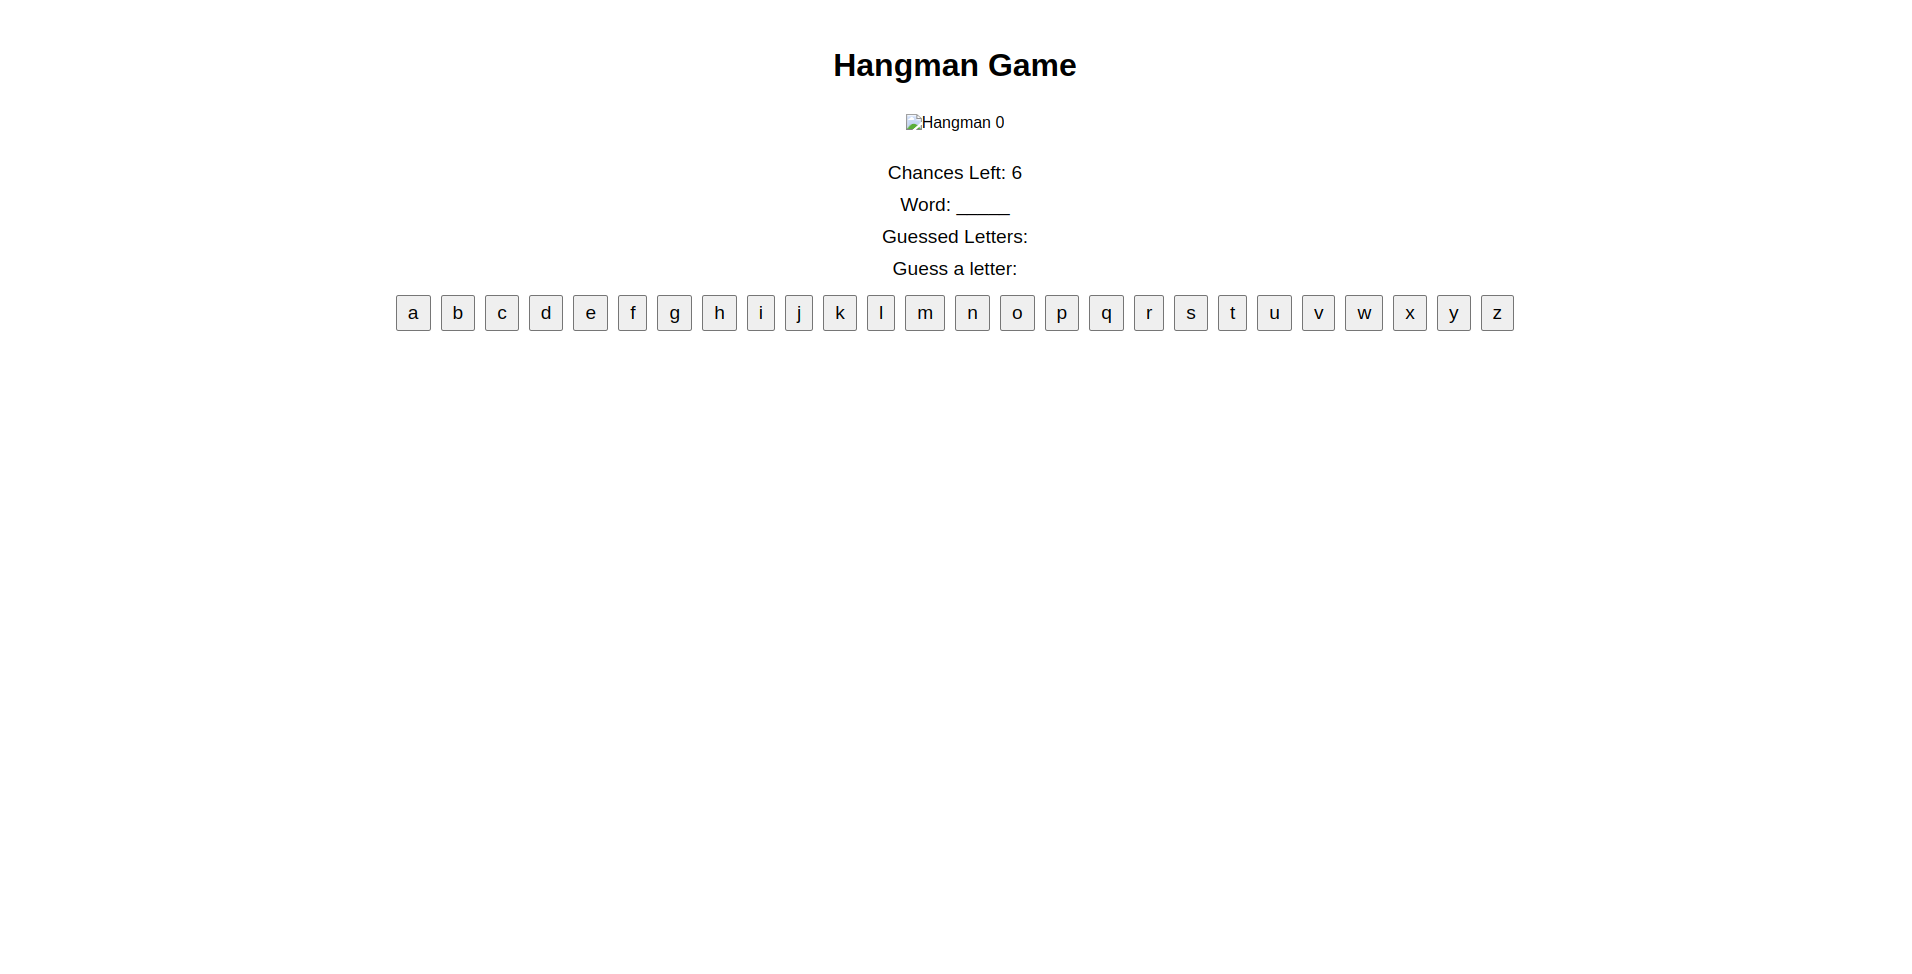 Hangman Game
Hangman 0
Chances Left: 6
Word: _____
Guessed Letters:
Guess a letter:
a b c d e f g h i j k l m n o p q r s t u v w x y z